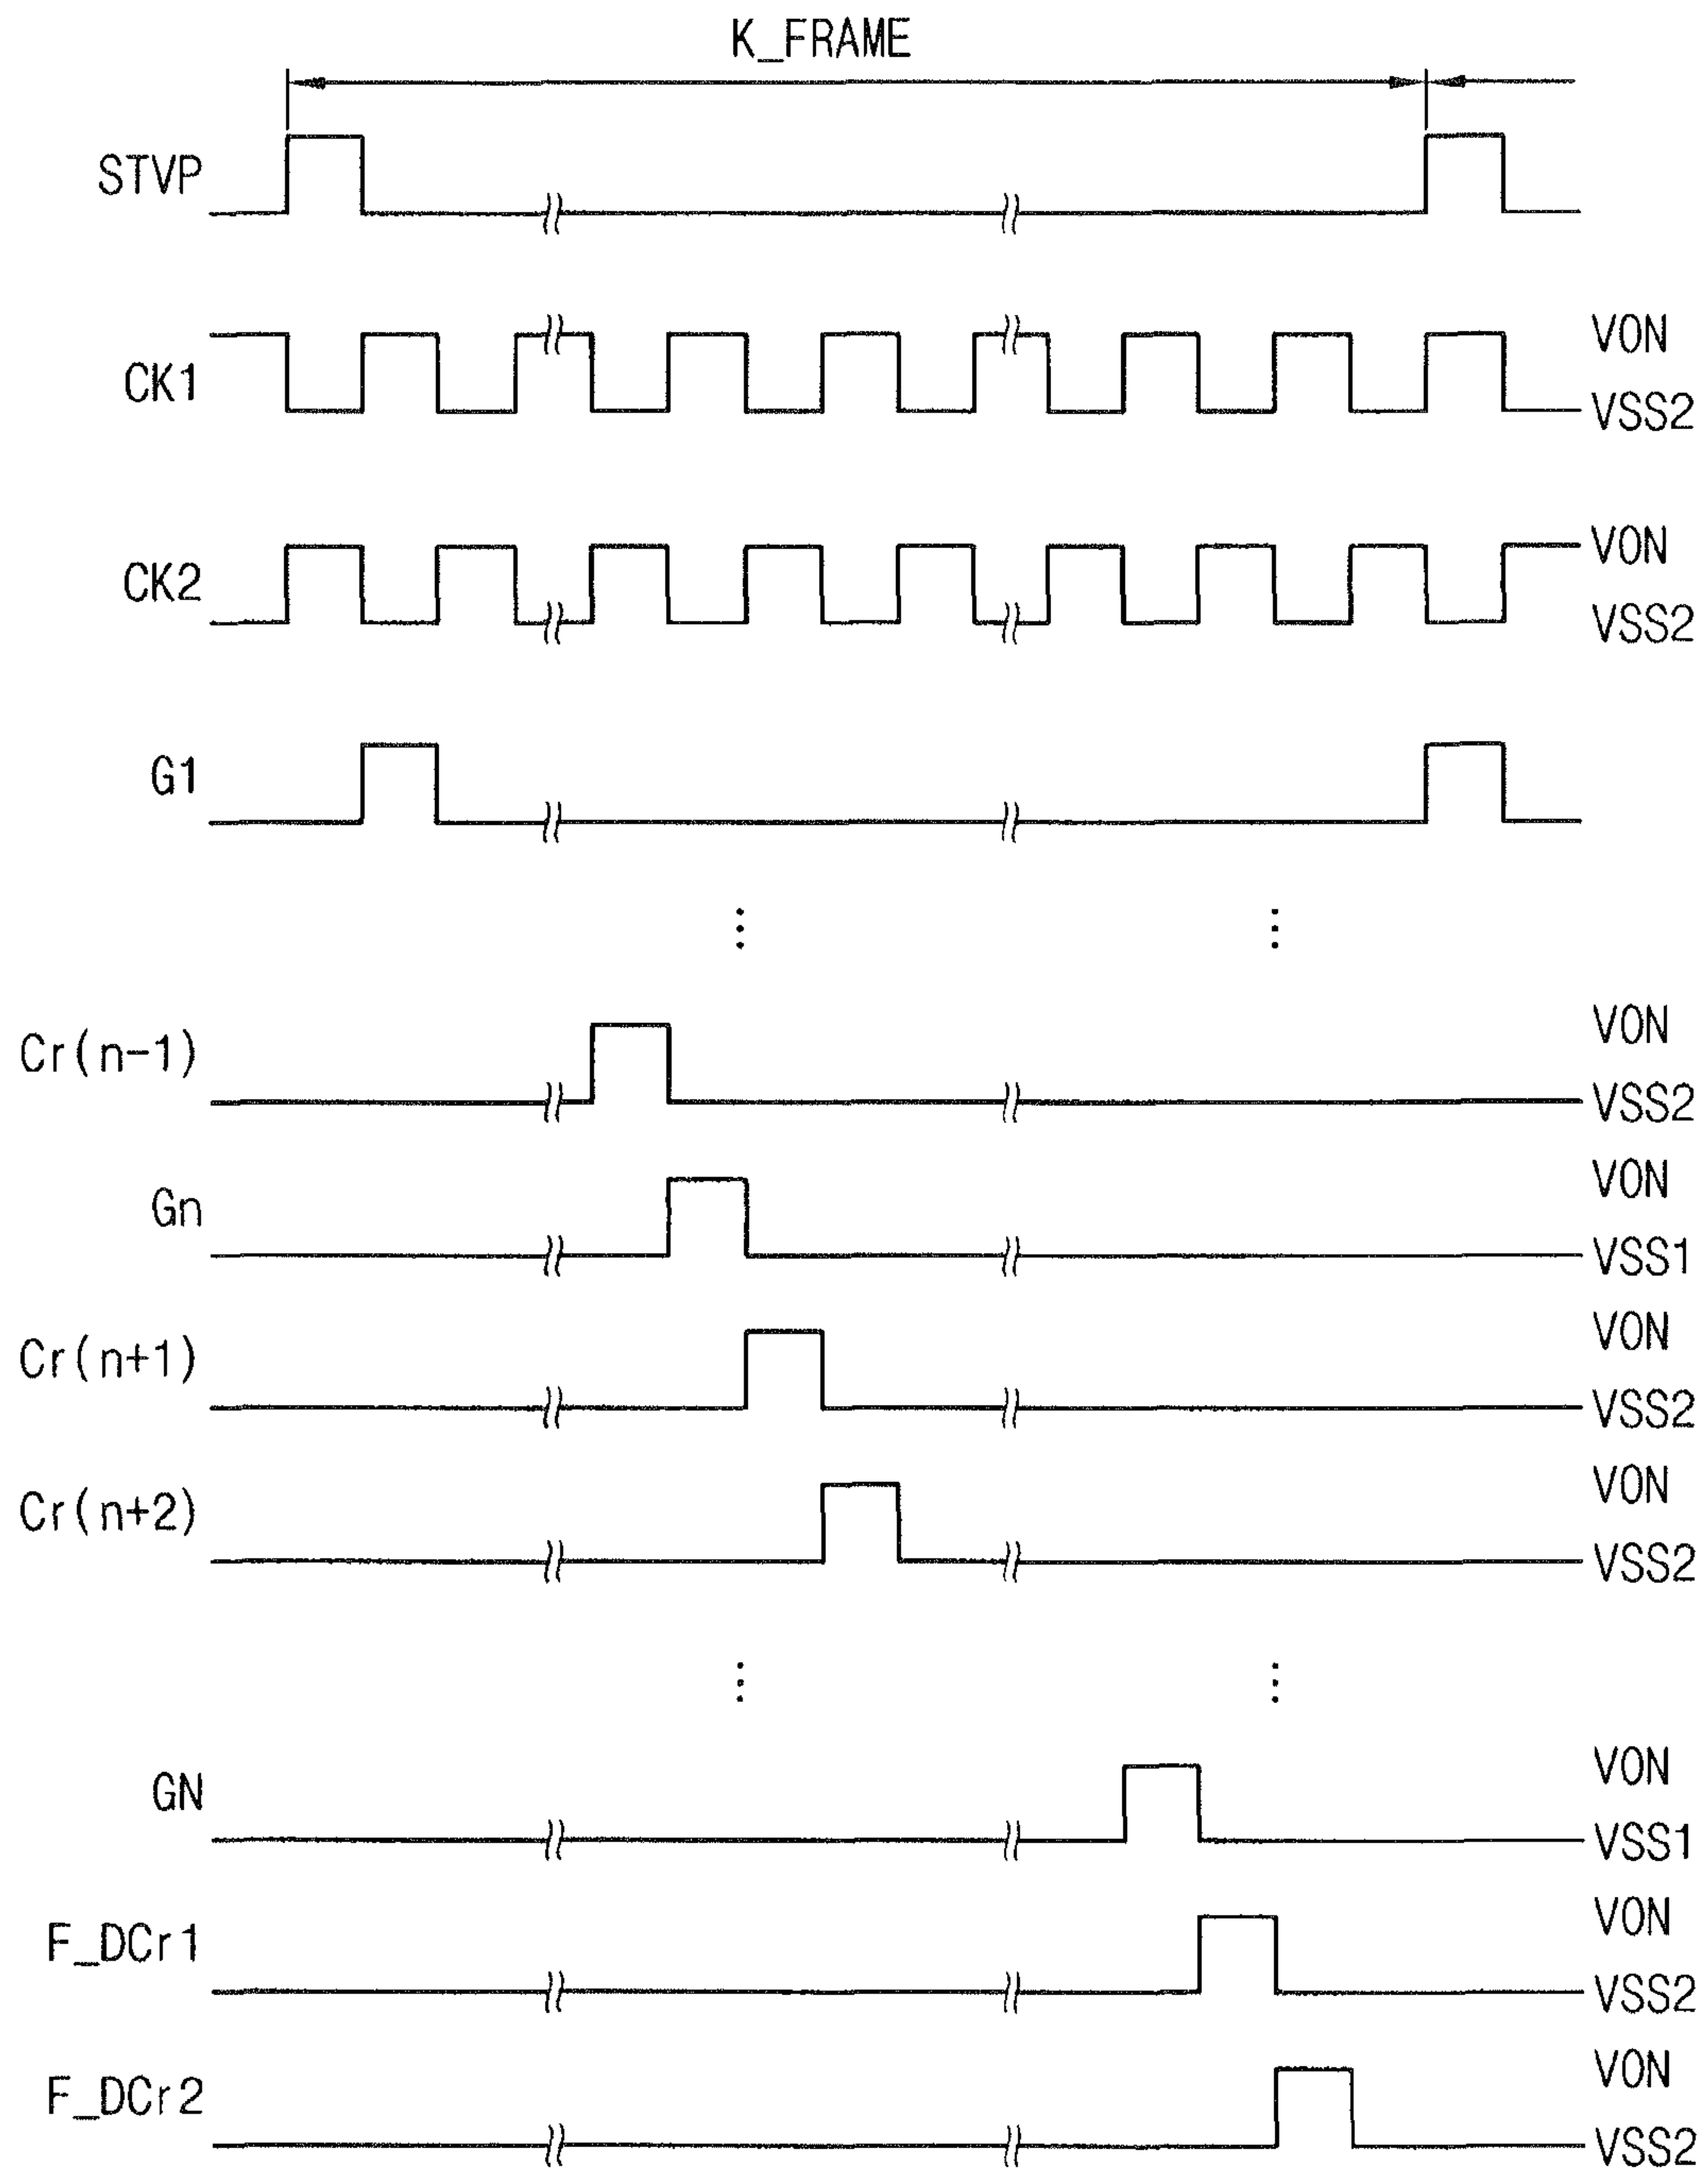 K_FRAME
STVP
CK1
VON
VSS2
CK2
VON
VSS2
G1
Cr(n-1)
VON
VSS2
Gn
VON
VSS1
Cr(n+1)
VON
VSS2
Cr(n+2)
VON
VSS2
GN
VON
VSS1
F_DCr1
VON
VSS2
F_DCr2
VON
VSS2